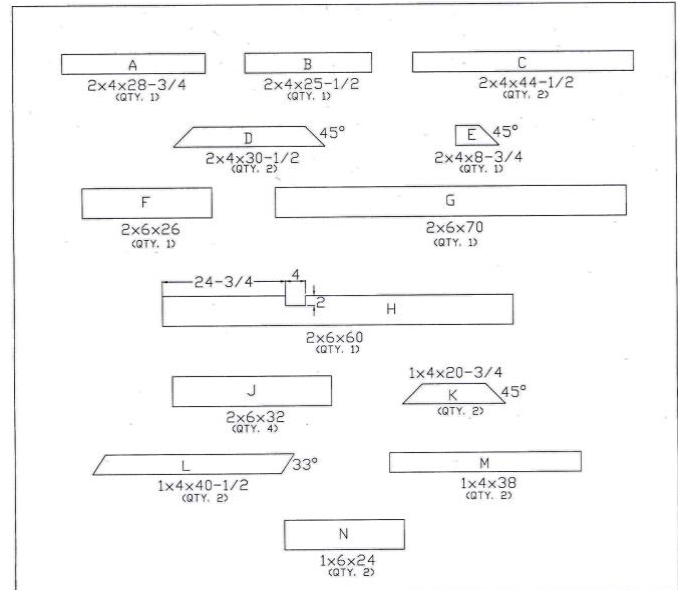 A
2x4x28-3/4
(QTY. 1)
B
2x4x25-1/2
(QTY. 1)
C
2x4x44-1/2
(QTY. 2)
D
45°
2x4x30-1/2
(QTY. 2)
E
45°
2x4x8-3/4
(QTY. 1)
F
2x6x26
(QTY. 1)
G
2x6x70
(QTY. 1)
24-3/4
4
2
H
2x6x60
(QTY. 1)
J
2x6x32
(QTY. 4)
1x4x20-3/4
K
45°
(QTY. 2)
L
33°
1x4x40-1/2
(QTY. 2)
M
1x4x38
(QTY. 2)
N
1x6x24
(QTY. 2)